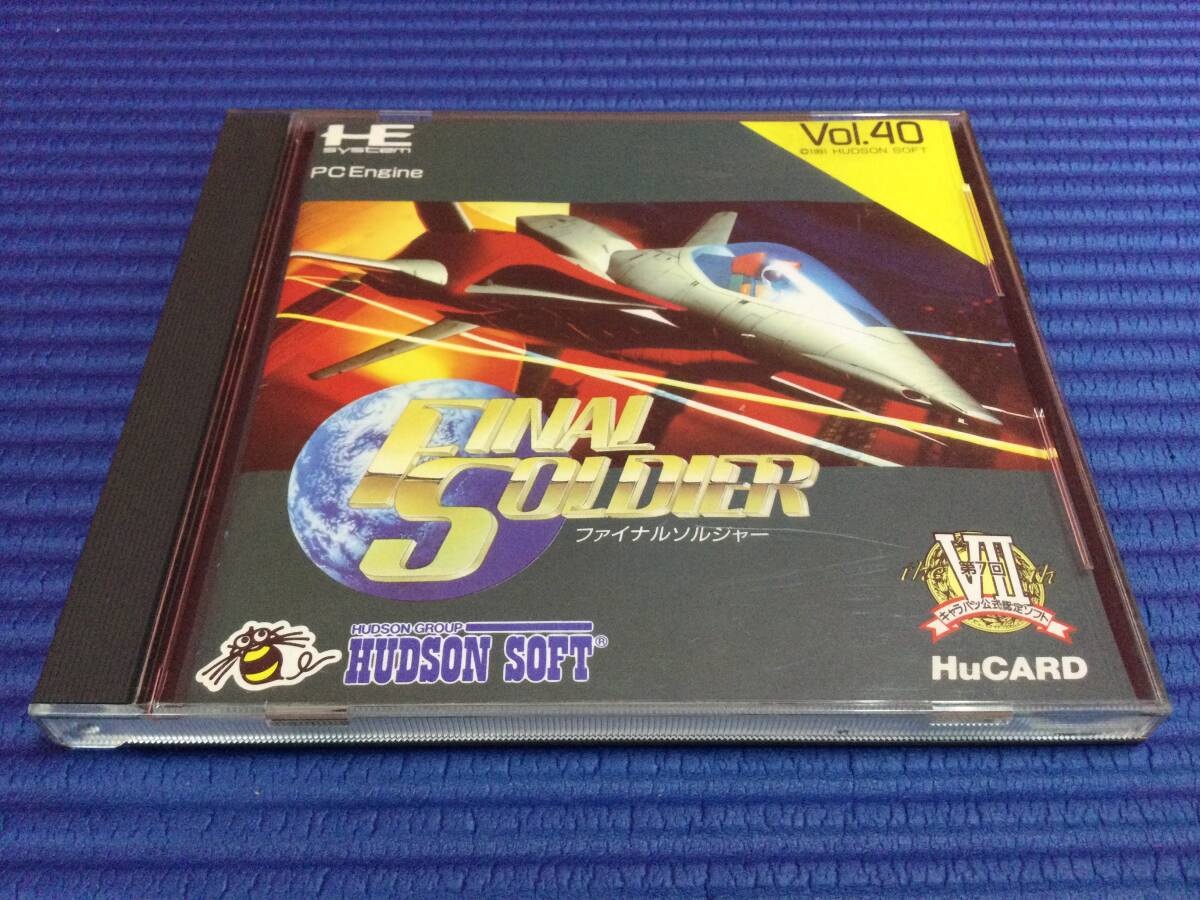 HE
system
PC Engine
Vol.40
©1991 HUDSON SOFT
FINAL
SOLDIER
ファイナルソルジャー
VII
第7回
キャラバン公式認定ソフト
HUDSON GROUP
HUDSON SOFT®
HuCARD